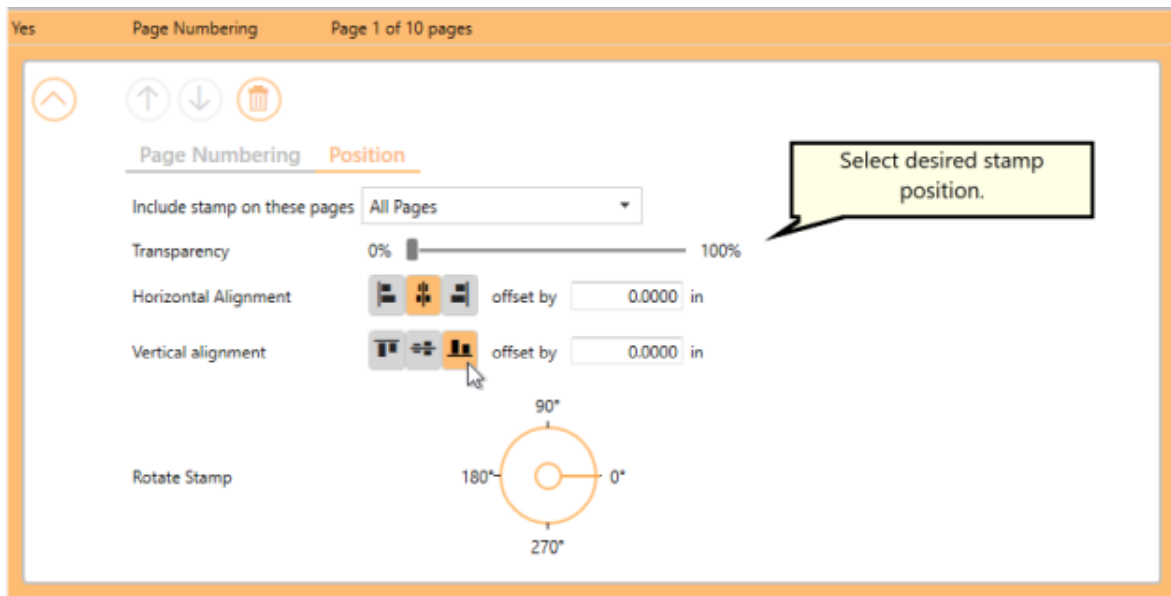 Yes Page Numbering Page 1 of 10 pages
Page Numbering Position
Select desired stamp
position.
Include stamp on these pages All Pages
Transparency 0% 100%
Horizontal Alignment offset by 0.0000 in
Vertical alignment offset by 0.0000 in
90°
Rotate Stamp 180° 0°
270°